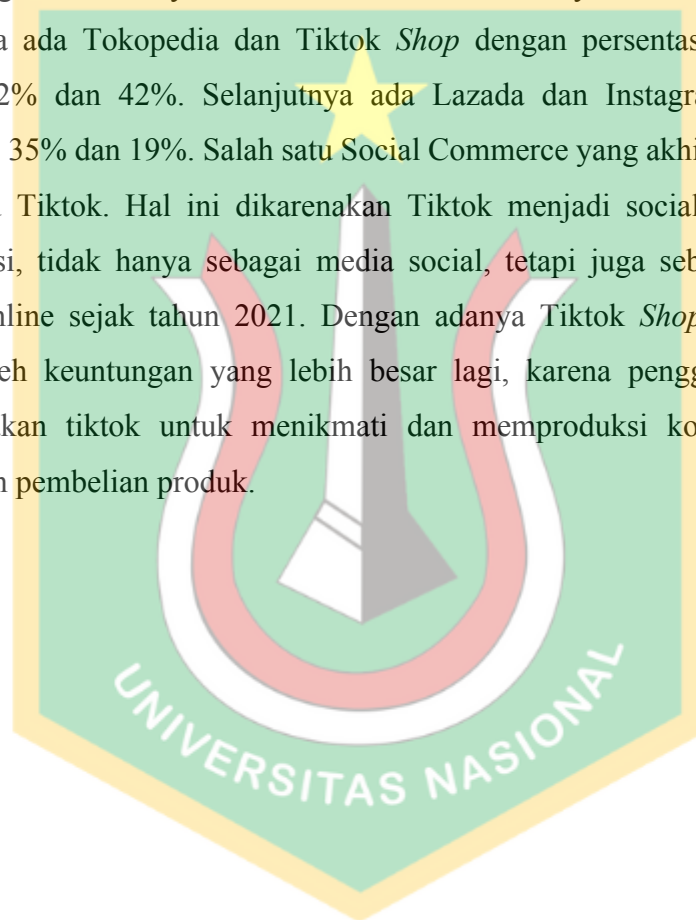 a ada Tokopedia dan Tiktok Shop dengan persentas
2% dan 42%. Selanjutnya ada Lazada dan Instagra
35% dan 19%. Salah satu Social Commerce yang akhi
Tiktok. Hal ini dikarenakan Tiktok menjadi social
si, tidak hanya sebagai media social, tetapi juga seb
nline sejak tahun 2021. Dengan adanya Tiktok Shop
eh keuntungan yang lebih besar lagi, karena pengg
akan tiktok untuk menikmati dan memproduksi ko
n pembelian produk.
UNIVERSITAS NASIONAL